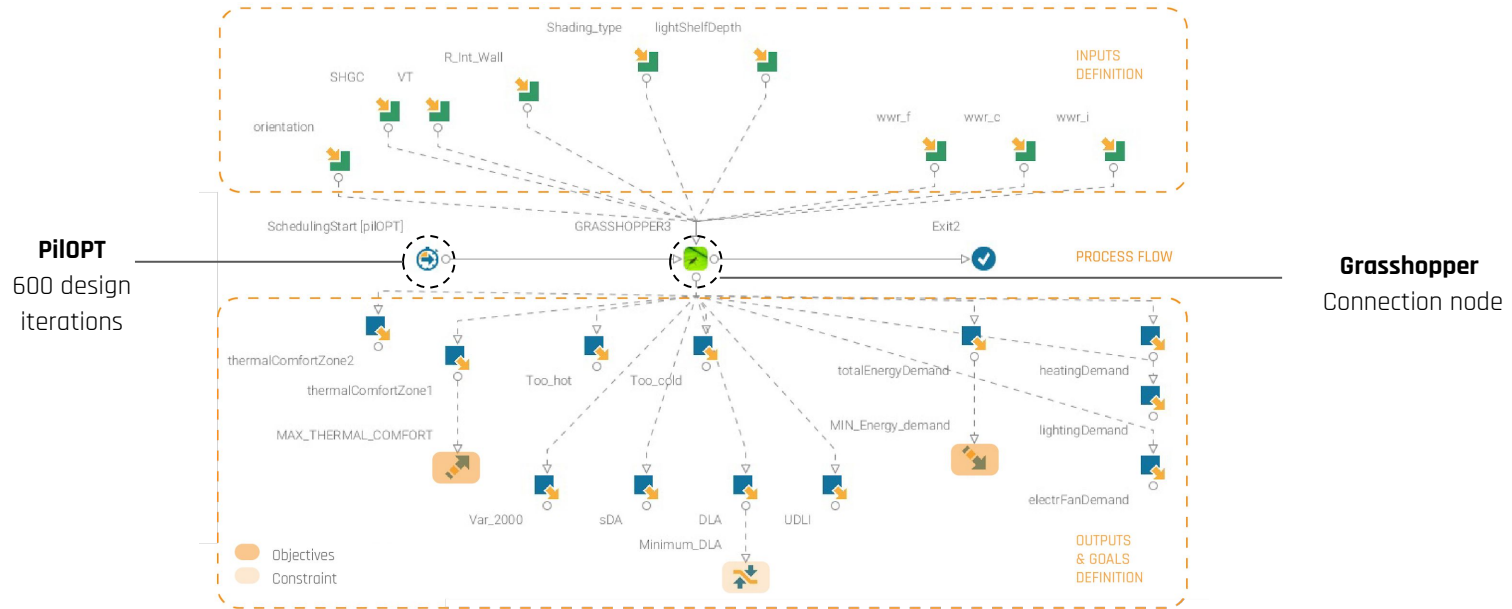 Shading_type
lightShelfDepth
R_Int_Wall
INPUTS
DEFINITION
SHGC
VT
orientation
wwr_f
wwr_c
wwr_i
SchedulingStart [pilOPT]
GRASSHOPPER3
Exit2
PilOPT
600 design
iterations
PROCESS FLOW
Grasshopper
Connection node
thermalComfortZone2
thermalComfortZone1
Too_hot
Too_cold
totalEnergyDemand
heatingDemand
MAX_THERMAL_COMFORT
MIN_Energy_demand
lightingDemand
electrFanDemand
Var_2000
sDA
DLA
UDLI
Minimum_DLA
OUTPUTS
& GOALS
DEFINITION
Objectives
Constraint